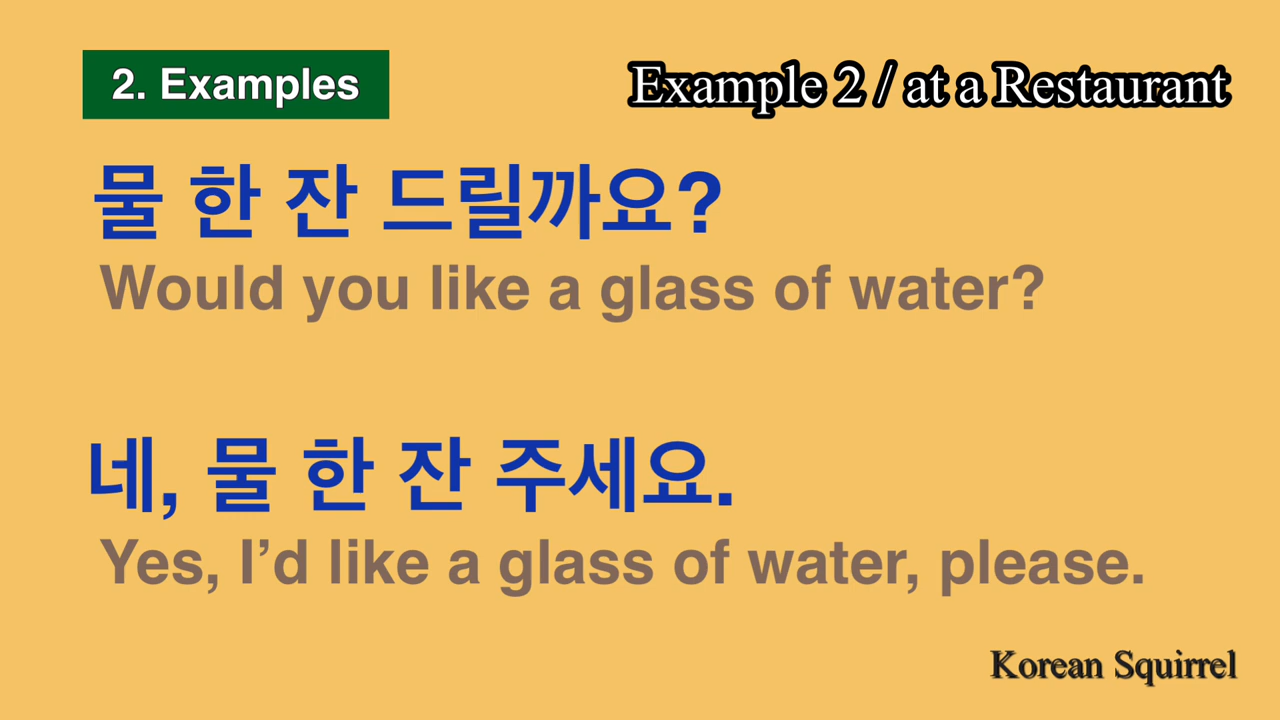 2. Examples
Example 2 / at a Restaurant
물 한 잔 드릴까요?
Would you like a glass of water?
네, 물 한 잔 주세요.
Yes, I’d like a glass of water, please.
Korean Squirrel